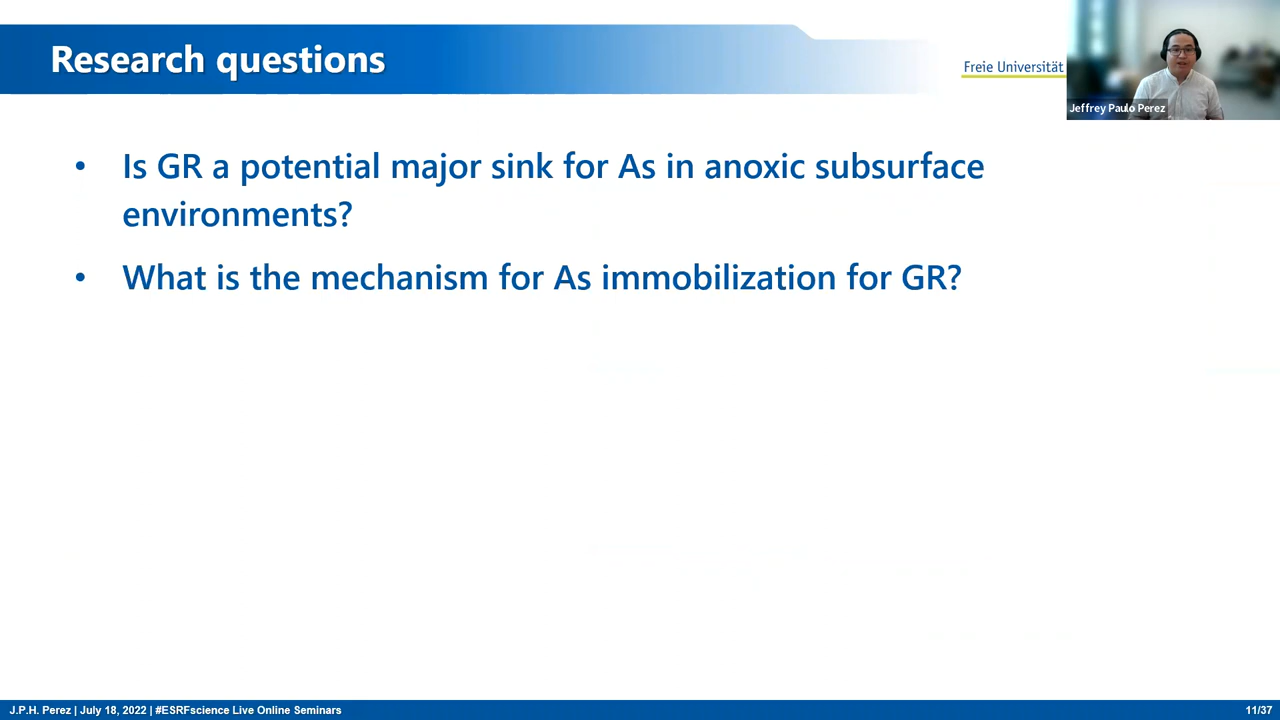 Research questions
Freie Universität
Jeffrey Paulo Perez
• Is GR a potential major sink for As in anoxic subsurface
environments?
• What is the mechanism for As immobilization for GR?
J.P.H. Perez | July 18, 2022 | #ESRFscience Live Online Seminars
11/37